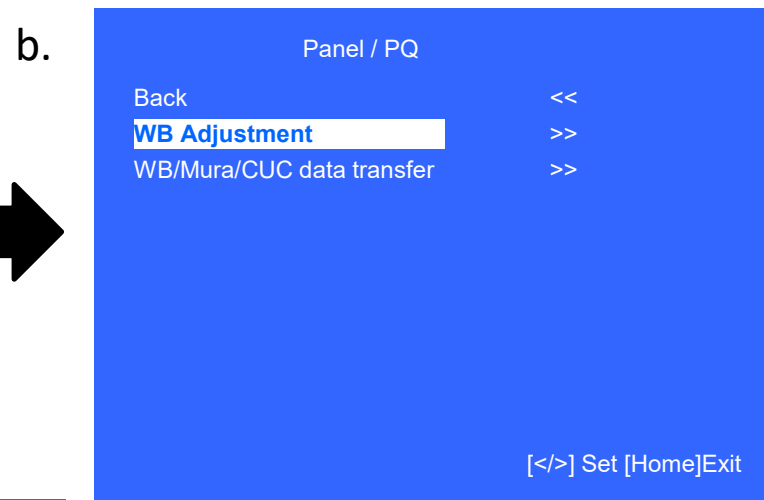 b.
Panel / PQ
Back <<
WB Adjustment >>
WB/Mura/CUC data transfer >>
[</>] Set [Home]Exit